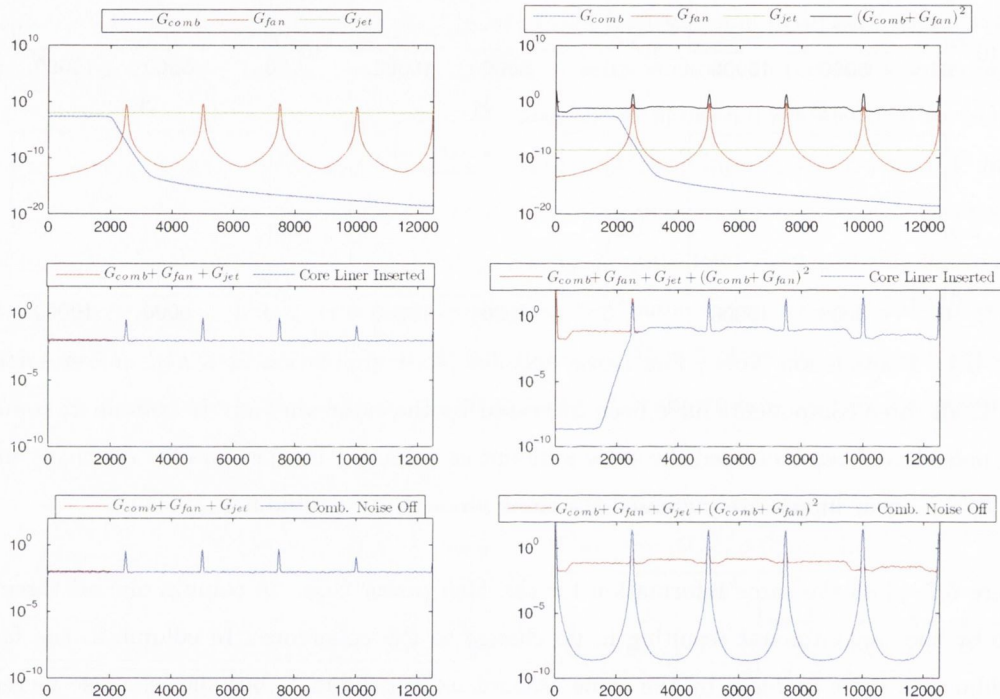 G_comb G_fan G_jet
10^10
10^0
10^-10
10^-20
0 2000 4000 6000 8000 10000 12000
G_comb G_fan G_jet (G_comb+ G_fan)^2
10^10
10^0
10^-10
10^-20
0 2000 4000 6000 8000 10000 12000
G_comb+ G_fan + G_jet Core Liner Inserted
10^0
10^-5
10^-10
0 2000 4000 6000 8000 10000 12000
G_comb+ G_fan + G_jet + (G_comb+ G_fan)^2 Core Liner Inserted
10^0
10^-5
10^-10
0 2000 4000 6000 8000 10000 12000
G_comb+ G_fan + G_jet Comb. Noise Off
10^0
10^-5
10^-10
0 2000 4000 6000 8000 10000 12000
G_comb+ G_fan + G_jet + (G_comb+ G_fan)^2 Comb. Noise Off
10^0
10^-5
10^-10
0 2000 4000 6000 8000 10000 12000